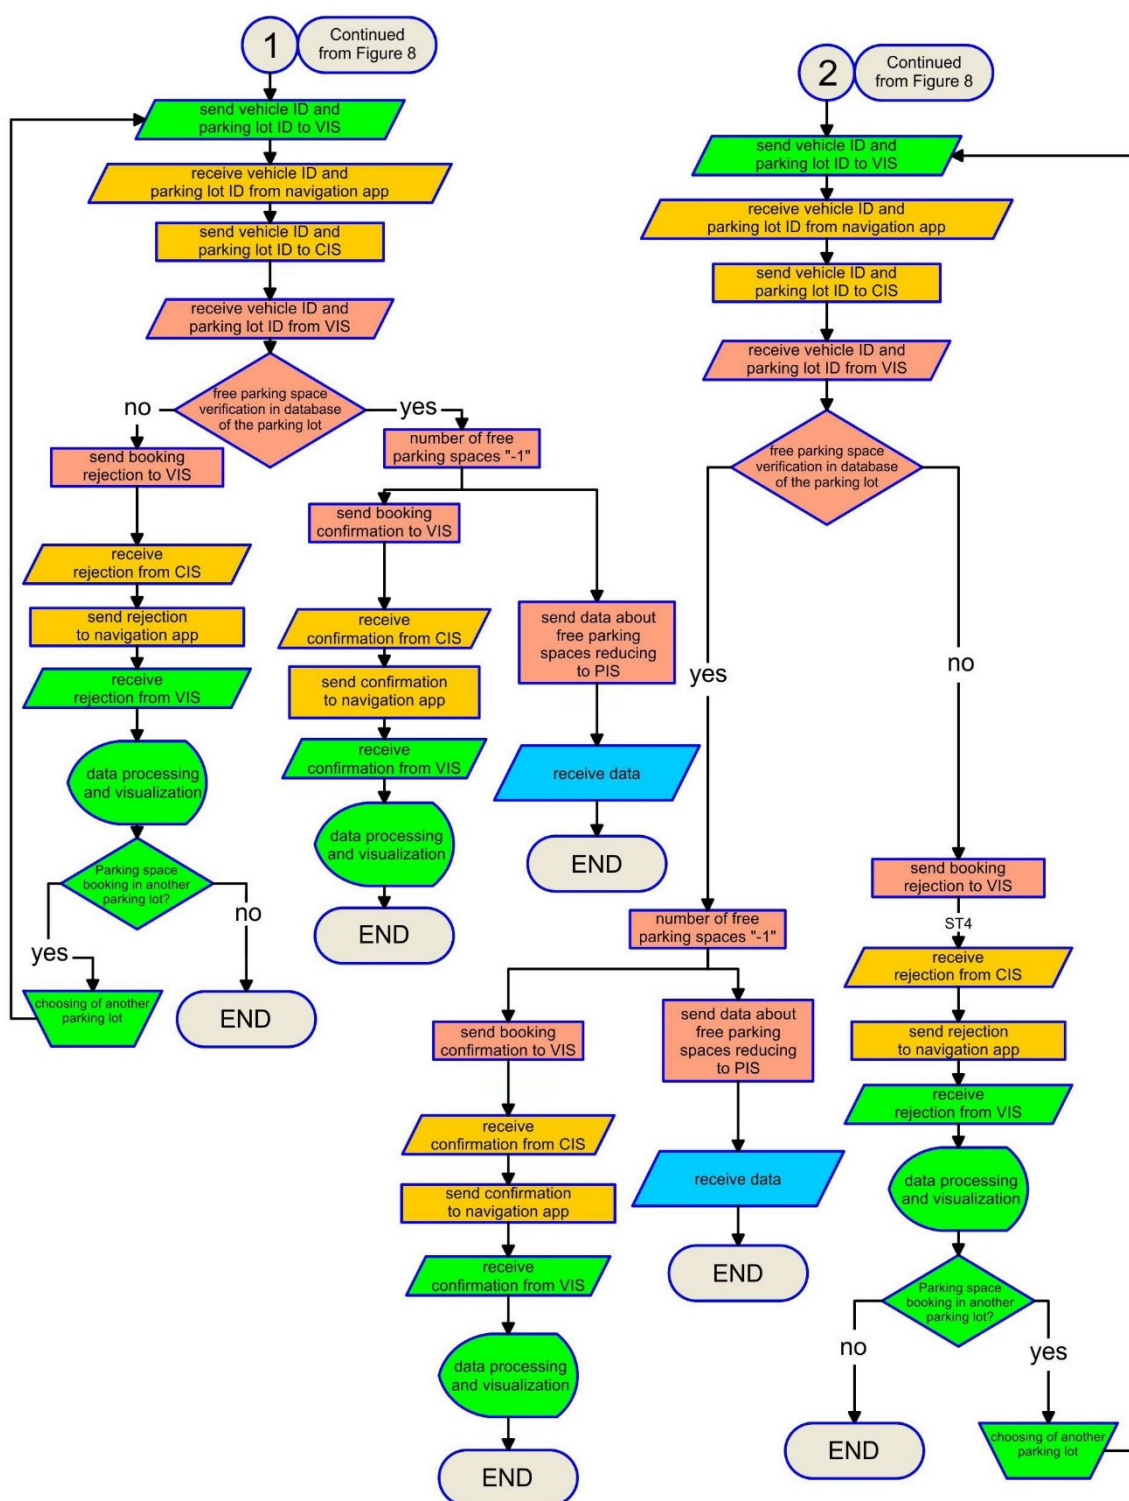 1
Continued
from Figure 8
send vehicle ID and
parking lot ID to VIS
receive vehicle ID and
parking lot ID from navigation app
send vehicle ID and
parking lot ID to CIS
receive vehicle ID and
parking lot ID from VIS
free parking space
verification in database
of the parking lot
no
yes
send booking
rejection to VIS
receive
rejection from CIS
send rejection
to navigation app
receive
rejection from VIS
data processing
and visualization
Parking space
booking in another
parking lot?
yes
no
choosing of another
parking lot
END
number of free
parking spaces "-1"
send booking
confirmation to VIS
receive
confirmation from CIS
send confirmation
to navigation app
receive
confirmation from VIS
data processing
and visualization
END
send data about
free parking
spaces reducing
to PIS
receive data
END
2
Continued
from Figure 8
send vehicle ID and
parking lot ID to VIS
receive vehicle ID and
parking lot ID from navigation app
send vehicle ID and
parking lot ID to CIS
receive vehicle ID and
parking lot ID from VIS
free parking space
verification in database
of the parking lot
yes
no
number of free
parking spaces "-1"
send booking
confirmation to VIS
receive
confirmation from CIS
send confirmation
to navigation app
receive
confirmation from VIS
data processing
and visualization
END
send data about
free parking
spaces reducing
to PIS
receive data
END
send booking
rejection to VIS
ST4
receive
rejection from CIS
send rejection
to navigation app
receive
rejection from VIS
data processing
and visualization
Parking space
booking in another
parking lot?
no
yes
END
choosing of another
parking lot